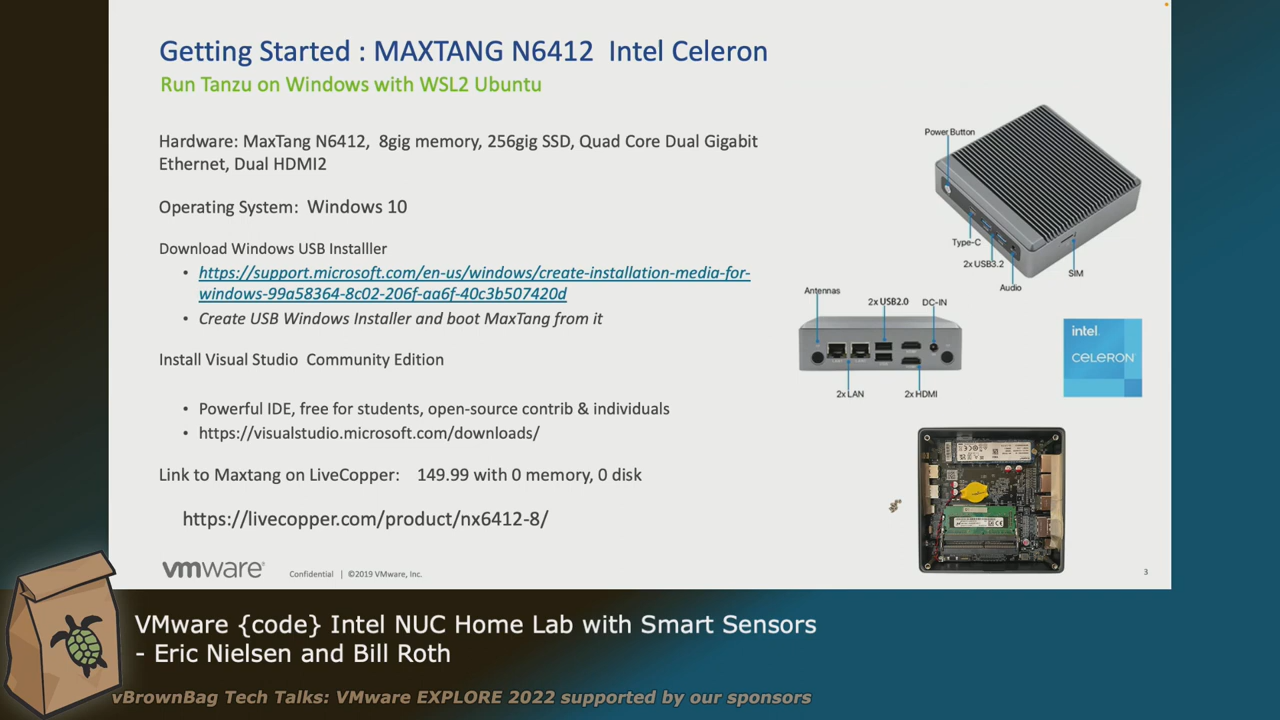 Getting Started : MAXTANG N6412 Intel Celeron
Run Tanzu on Windows with WSL2 Ubuntu
Hardware: MaxTang N6412, 8gig memory, 256gig SSD, Quad Core Dual Gigabit
Ethernet, Dual HDMI2
Operating System: Windows 10
Download Windows USB Installler
• https://support.microsoft.com/en-us/windows/create-installation-media-for-
windows-99a58364-8c02-206f-aa6f-40c3b507420d
• Create USB Windows Installer and boot MaxTang from it
Install Visual Studio Community Edition
• Powerful IDE, free for students, open-source contrib & individuals
• https://visualstudio.microsoft.com/downloads/
Link to Maxtang on LiveCopper: 149.99 with 0 memory, 0 disk
https://livecopper.com/product/nx6412-8/
Power Button
Type-C
2x USB3.2
Audio
SIM
Antennas
2x USB2.0
DC-IN
2x LAN
2x HDMI
intel.
CELERON
vmware
Confidential | ©2019 VMware, Inc.
3
VMware {code} Intel NUC Home Lab with Smart Sensors
- Eric Nielsen and Bill Roth
vBrownBag Tech Talks: VMware EXPLORE 2022 supported by our sponsors